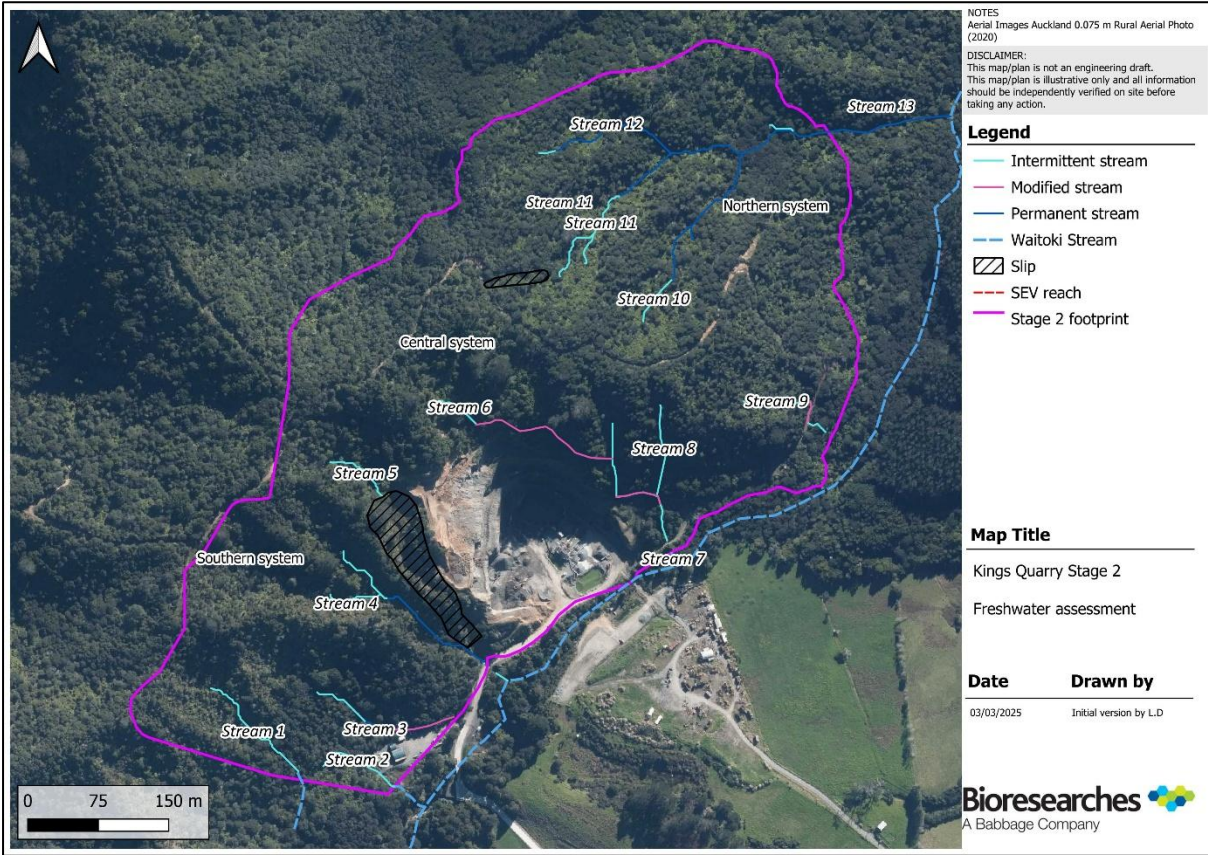 NOTES
Aerial Images Auckland 0.075 m Rural Aerial Photo
(2020)
DISCLAIMER:
This map/plan is not an engineering draft.
This map/plan is illustrative only and all information
should be independently verified on site before
taking any action.
Legend
Intermittent stream
Modified stream
Permanent stream
Waitoki Stream
Slip
SEV reach
Stage 2 footprint
Map Title
Kings Quarry Stage 2
Freshwater assessment
Date Drawn by
03/03/2025 Initial version by L.D
Bioresearches
A Babbage Company
Stream 13
Stream 12
Stream 11
Stream 11
Northern system
Stream 10
Central system
Stream 6
Stream 9
Stream 8
Stream 5
Stream 7
Southern system
Stream 4
Stream 3
Stream 1
Stream 2
0 75 150 m